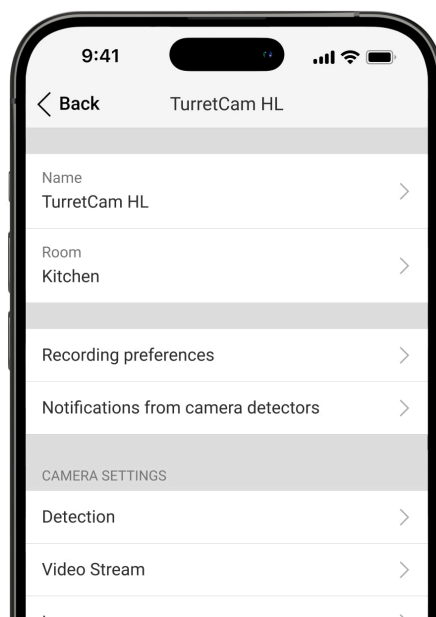 9:41
Back
TurretCam HL
Name
TurretCam HL
Room
Kitchen
Recording preferences
Notifications from camera detectors
CAMERA SETTINGS
Detection
Video Stream